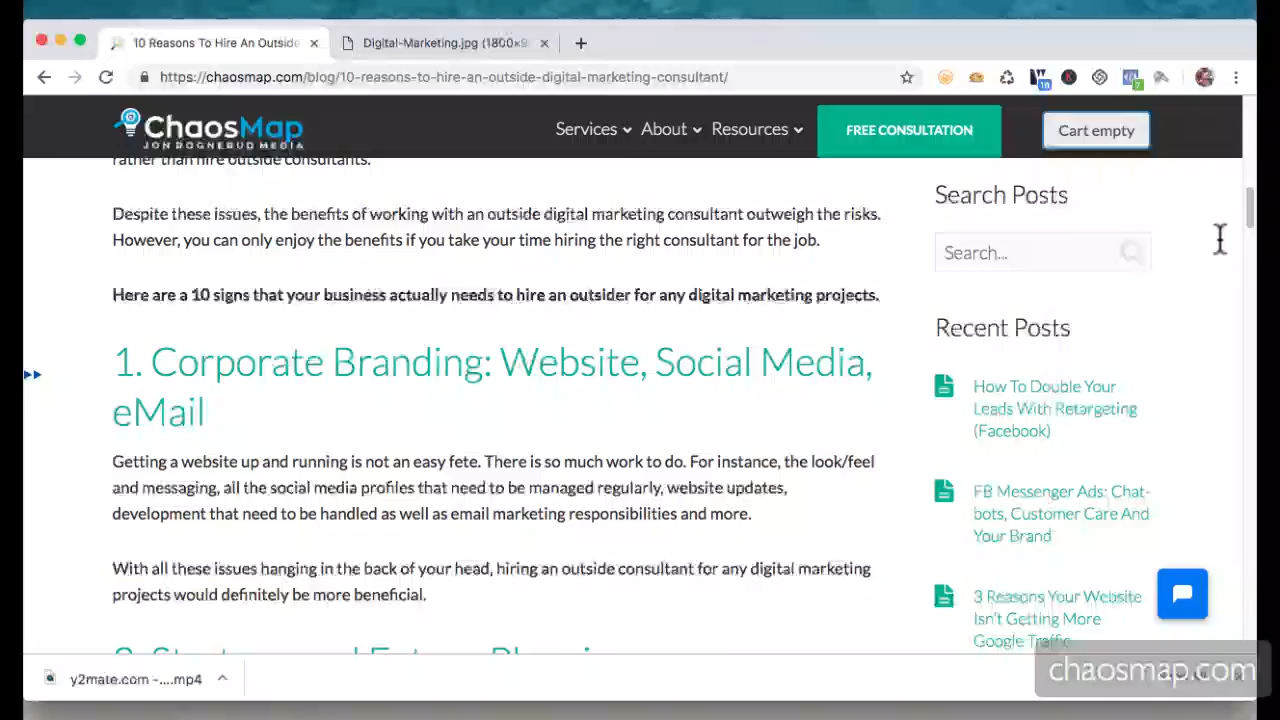 10 Reasons To Hire An Outside
Digital-Marketing.jpg (1800×9
https://chaosmap.com/blog/10-reasons-to-hire-an-outside-digital-marketing-consultant/
ChaosMap
JON ROGNERUD MEDIA
Services
About
Resources
FREE CONSULTATION
Cart empty
rather than hire outside consultants.
Despite these issues, the benefits of working with an outside digital marketing consultant outweigh the risks.
However, you can only enjoy the benefits if you take your time hiring the right consultant for the job.
Here are a 10 signs that your business actually needs to hire an outsider for any digital marketing projects.
1. Corporate Branding: Website, Social Media,
eMail
Getting a website up and running is not an easy fete. There is so much work to do. For instance, the look/feel
and messaging, all the social media profiles that need to be managed regularly, website updates,
development that need to be handled as well as email marketing responsibilities and more.
With all these issues hanging in the back of your head, hiring an outside consultant for any digital marketing
projects would definitely be more beneficial.
Search Posts
Search...
Recent Posts
How To Double Your
Leads With Retargeting
(Facebook)
FB Messenger Ads: Chat-
bots, Customer Care And
Your Brand
3 Reasons Your Website
Isn't Getting More
Google Traffic
y2mate.com -....mp4
chaosmap.com